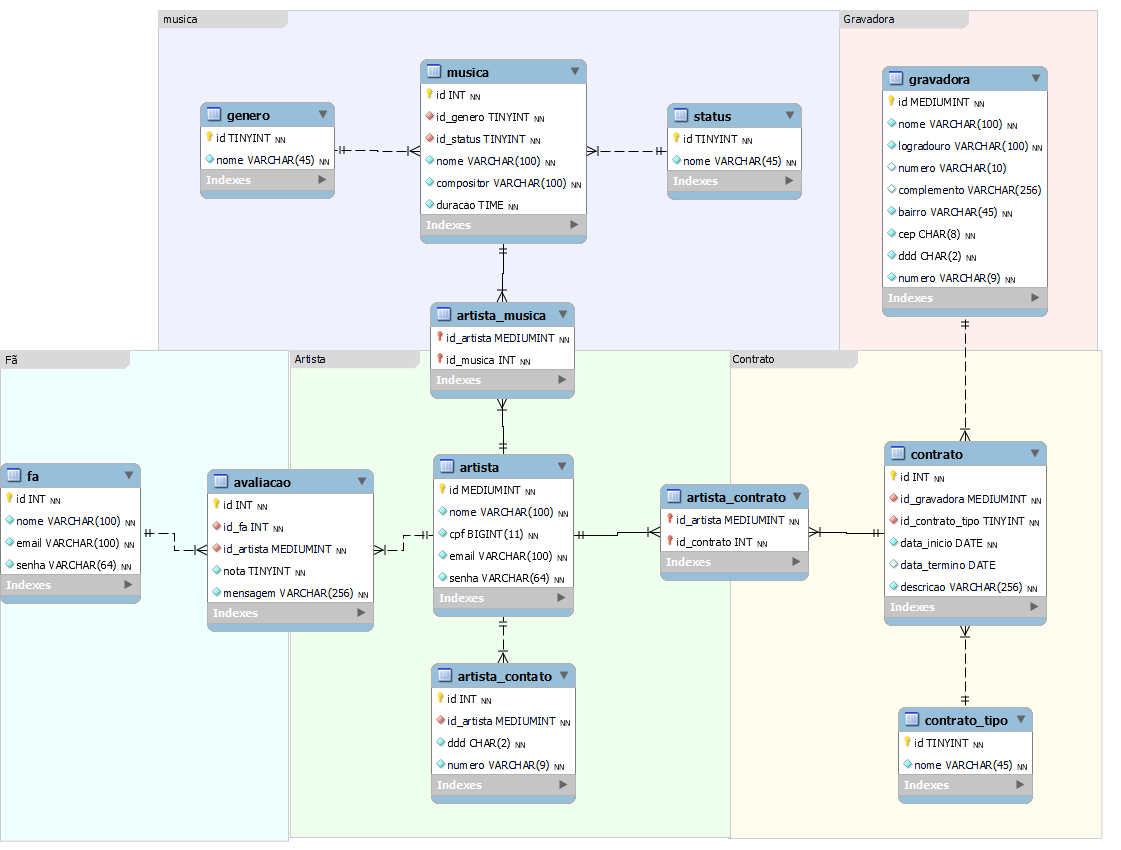 musica
Gravadora
musica
id INT NN
id_genero TINYINT NN
id_status TINYINT NN
nome VARCHAR(100) NN
compositor VARCHAR(100) NN
duracao TIME NN
Indexes
genero
id TINYINT NN
nome VARCHAR(45) NN
Indexes
status
id TINYINT NN
nome VARCHAR(45) NN
Indexes
gravadora
id MEDIUMINT NN
nome VARCHAR(100) NN
logradouro VARCHAR(100) NN
numero VARCHAR(10)
complemento VARCHAR(256)
bairro VARCHAR(45) NN
cep CHAR(8) NN
ddd CHAR(2) NN
numero VARCHAR(9) NN
Indexes
artista_musica
id_artista MEDIUMINT NN
id_musica INT NN
Indexes
Fã
Artista
Contrato
fa
id INT NN
nome VARCHAR(100) NN
email VARCHAR(100) NN
senha VARCHAR(64) NN
Indexes
avaliacao
id INT NN
id_fa INT NN
id_artista MEDIUMINT NN
nota TINYINT NN
mensagem VARCHAR(256) NN
Indexes
artista
id MEDIUMINT NN
nome VARCHAR(100) NN
cpf BIGINT(11) NN
email VARCHAR(100) NN
senha VARCHAR(64) NN
Indexes
artista_contrato
id_artista MEDIUMINT NN
id_contrato INT NN
Indexes
contrato
id INT NN
id_gravadora MEDIUMINT NN
id_contrato_tipo TINYINT NN
data_inicio DATE NN
data_termino DATE
descricao VARCHAR(256) NN
Indexes
artista_contato
id INT NN
id_artista MEDIUMINT NN
ddd CHAR(2) NN
numero VARCHAR(9) NN
Indexes
contrato_tipo
id TINYINT NN
nome VARCHAR(45) NN
Indexes